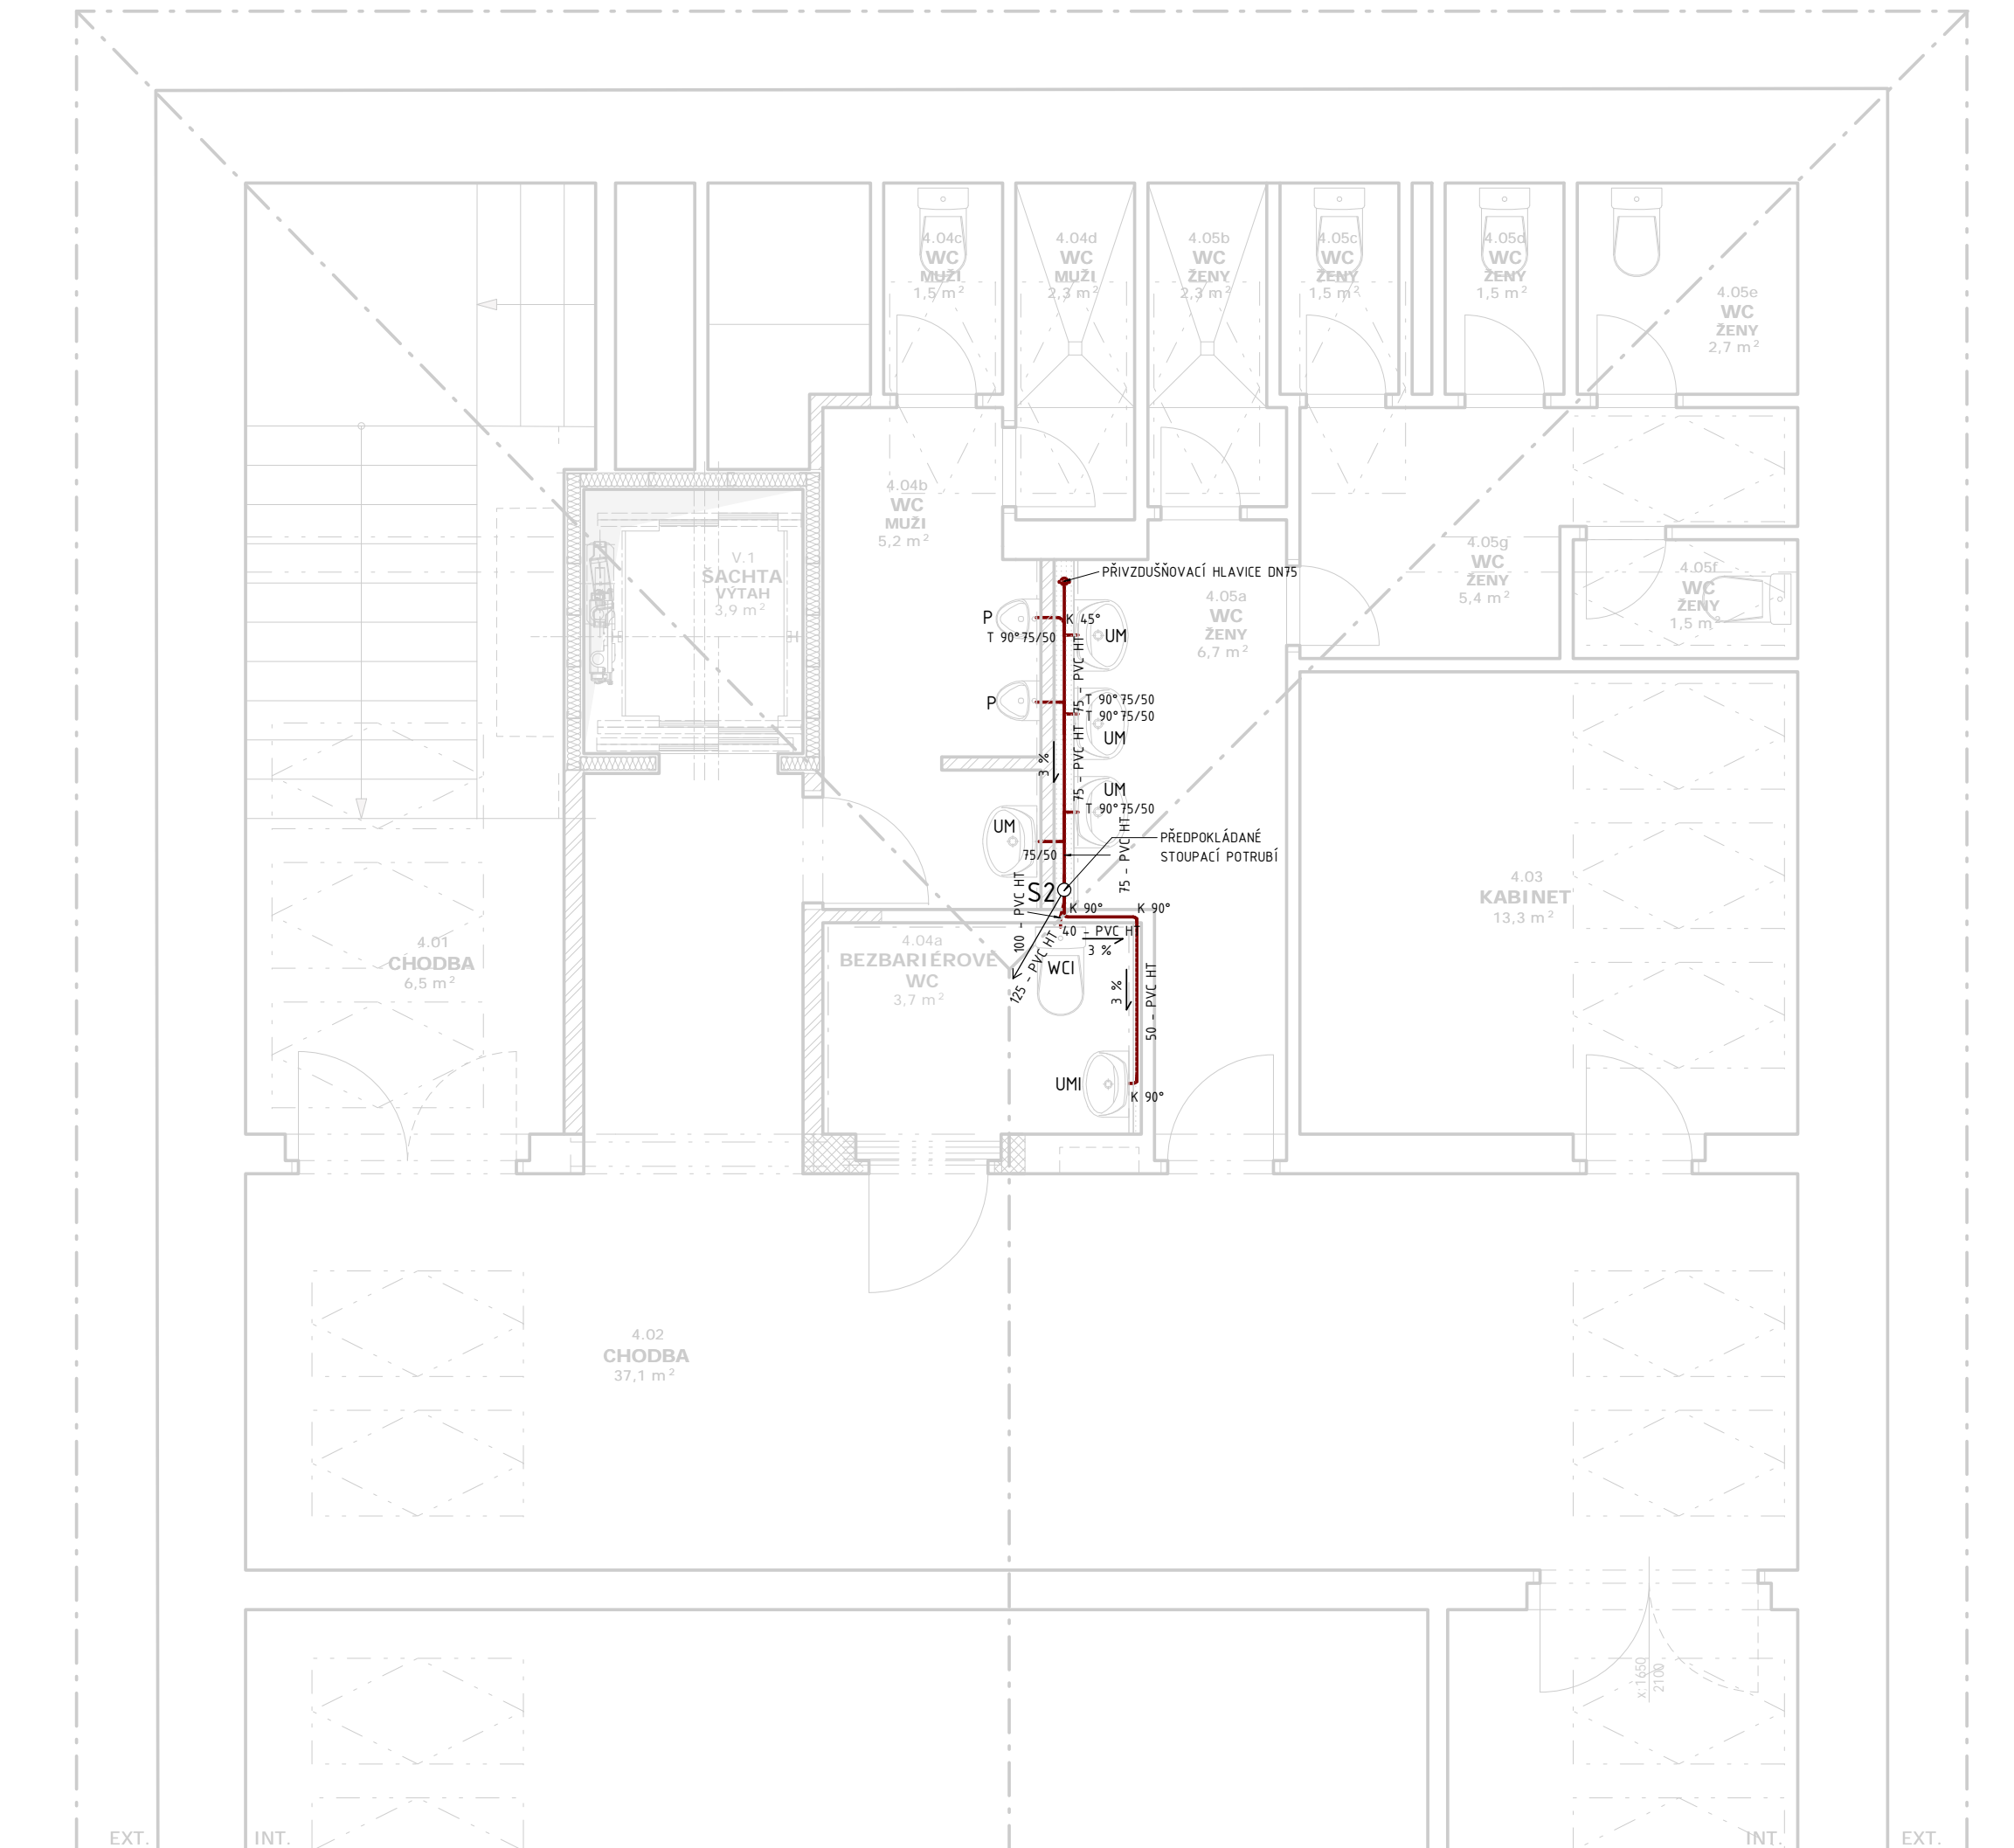 4.04c
WC
MUŽI
1,5 m²
4.04d
WC
MUŽI
2,3 m²
4.05b
WC
ŽENY
2,3 m²
4.05c
WC
ŽENY
1,5 m²
4.05d
WC
ŽENY
1,5 m²
4.05e
WC
ŽENY
2,7 m²
4.04b
WC
MUŽI
5,2 m²
V.1
ŠACHTA
VÝTAH
3,9 m²
4.05g
WC
ŽENY
5,4 m²
4.05f
WC
ŽENY
1,5 m²
PŘIVZDUŠŇOVACÍ HLAVICE DN75
4.05a
WC
ŽENY
6,7 m²
P
K 45°
T 90°75/50
UM
75 - PVC HT
P
T 90°75/50
T 90°75/50
UM
3 %
75 - PVC HT
UM
T 90°75/50
UM
75/50
75 - PVC HT
PŘEDPOKLÁDANÉ
STOUPACÍ POTRUBÍ
S2
100 - PVC HT
K 90°
K 90°
40 - PVC HT
3 %
125 - PVC HT
WCI
3 %
50 - PVC HT
UMI
K 90°
4.03
KABINET
13,3 m²
4.01
CHODBA
6,5 m²
4.04a
BEZBARIÉROVÉ
WC
3,7 m²
4.02
CHODBA
37,1 m²
x:1650
2100
EXT.
INT.
INT.
EXT.